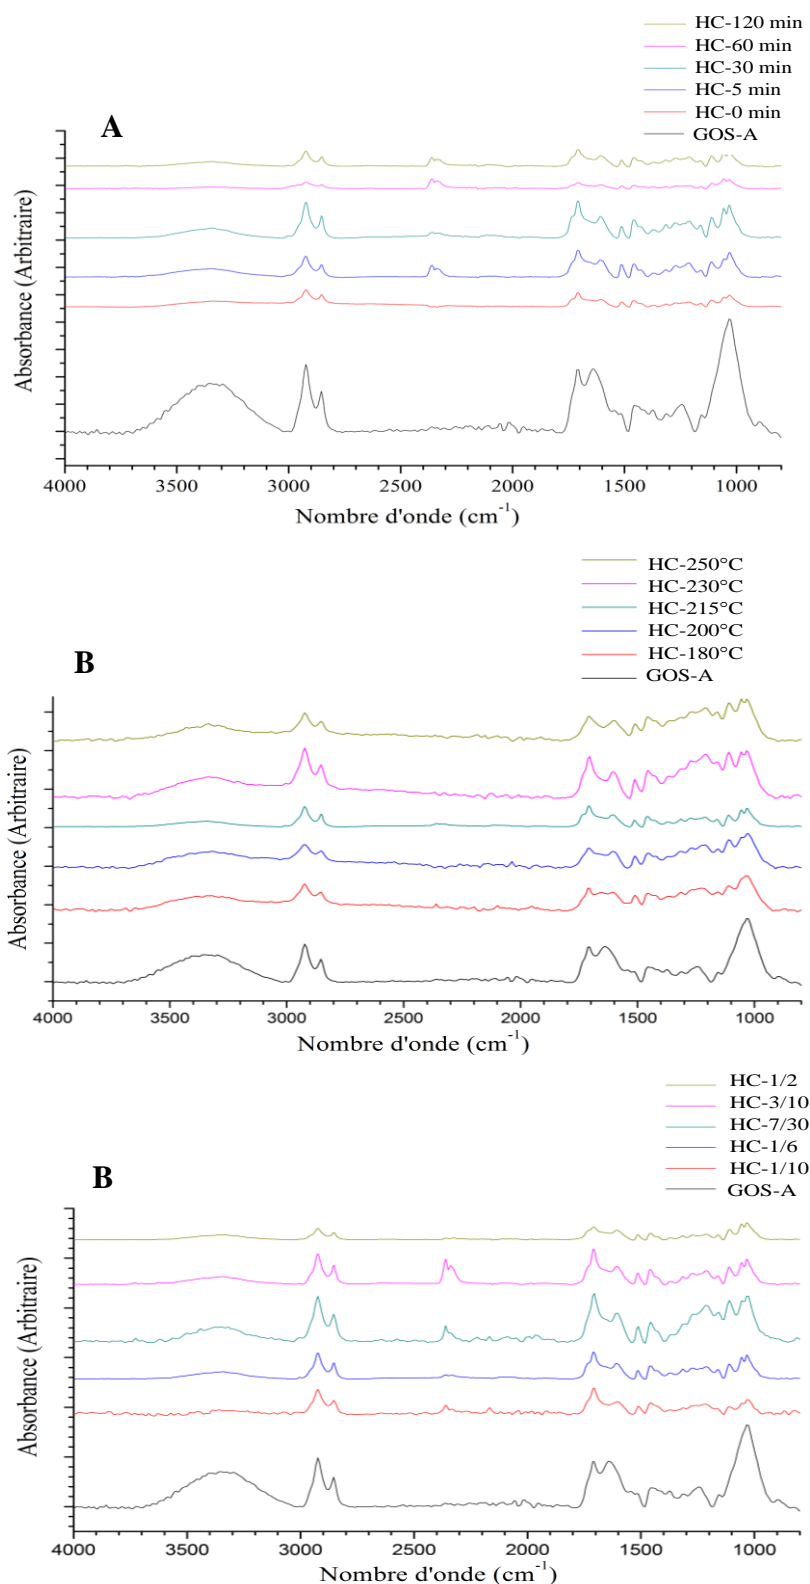 HC-120 min
HC-60 min
HC-30 min
HC-5 min
HC-0 min
GOS-A
A
Absorbance (Arbitraire)
4000 3500 3000 2500 2000 1500 1000
Nombre d'onde (cm-1)
HC-250°C
HC-230°C
HC-215°C
HC-200°C
HC-180°C
GOS-A
B
Absorbance (Arbitraire)
4000 3500 3000 2500 2000 1500 1000
Nombre d'onde (cm-1)
HC-1/2
HC-3/10
HC-7/30
HC-1/6
HC-1/10
GOS-A
B
Absorbance (Arbitraire)
4000 3500 3000 2500 2000 1500 1000
Nombre d'onde (cm-1)